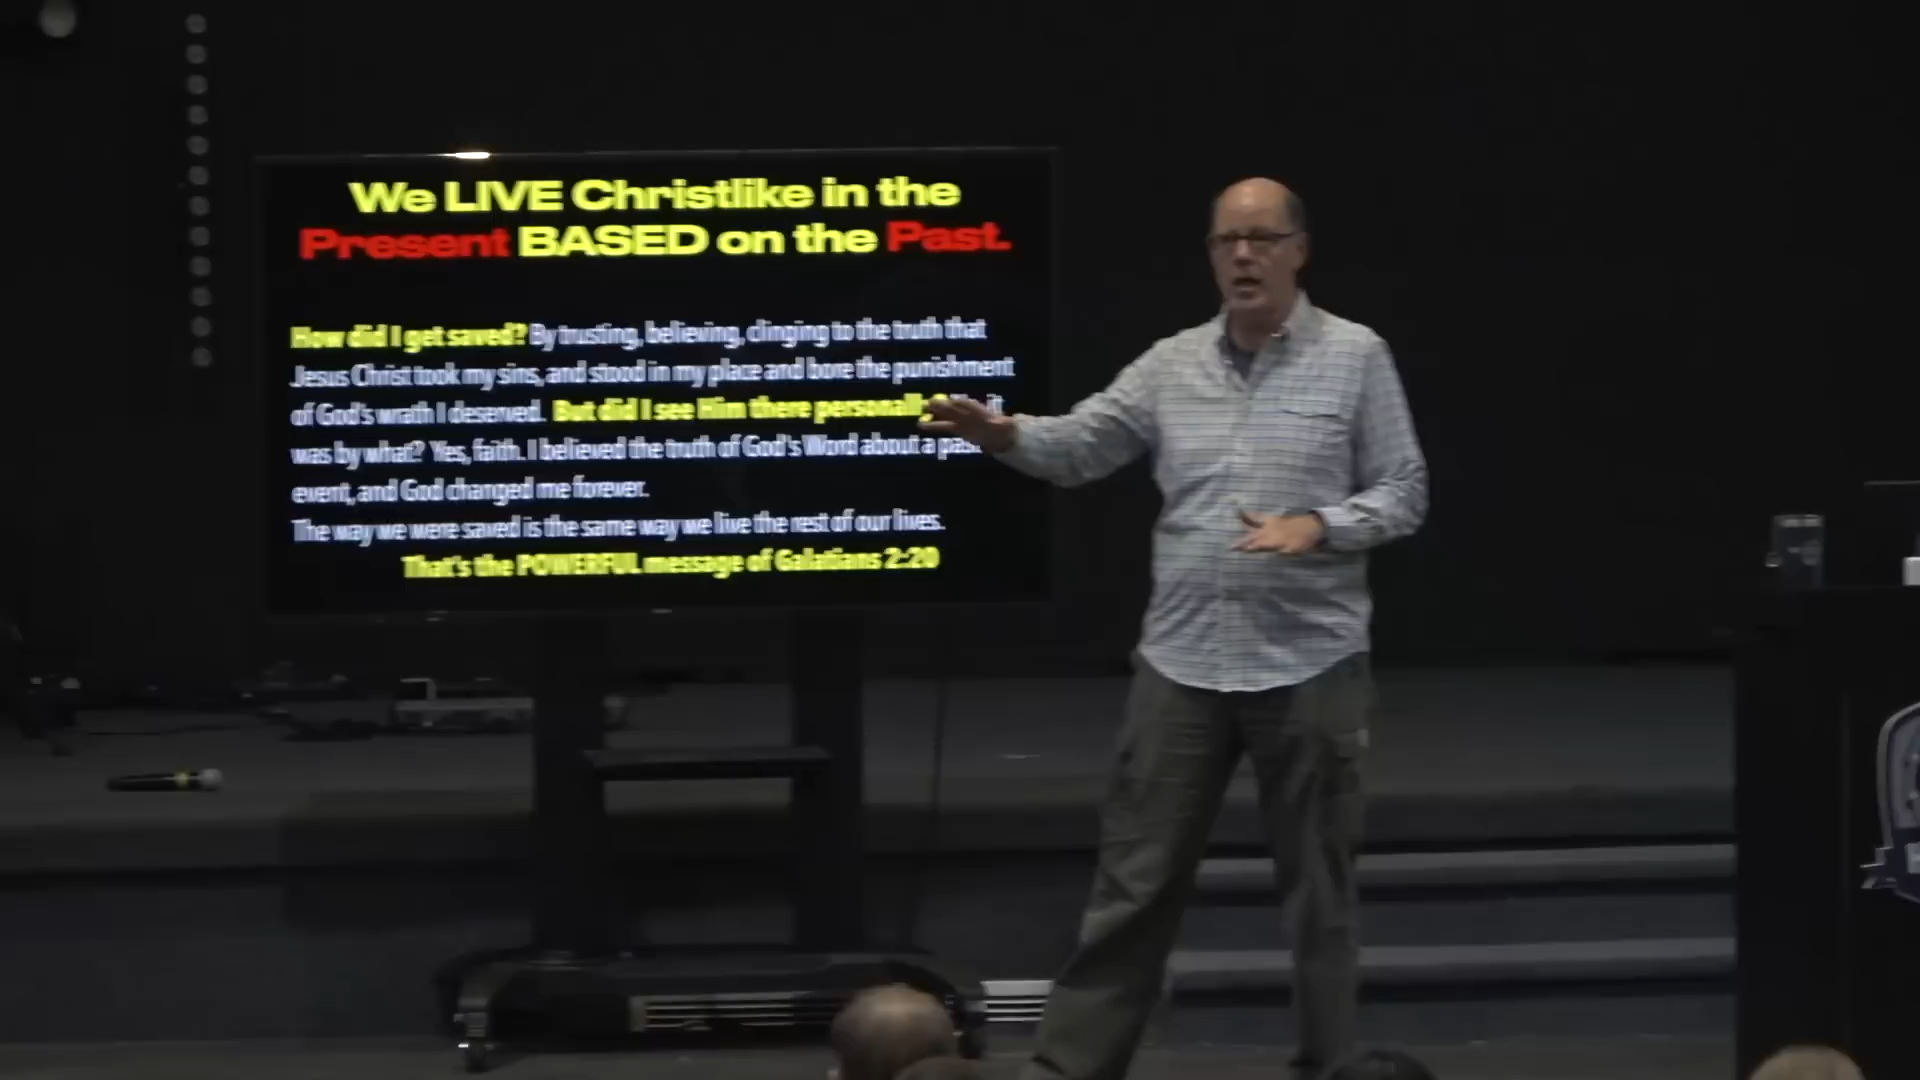 We LIVE Christlike in the
Present BASED on the Past.
How did I get saved? By trusting, believing, clinging to the truth that
Jesus Christ took my sins, and stood in my place and bore the punishment
of God's wrath I deserved. But did I see Him there personally? it
was by what? Yes, faith. I believed the truth of God's Word about a past
event, and God changed me forever.
The way we were saved is the same way we live the rest of our lives.
That's the POWERFUL message of Galatians 2:20